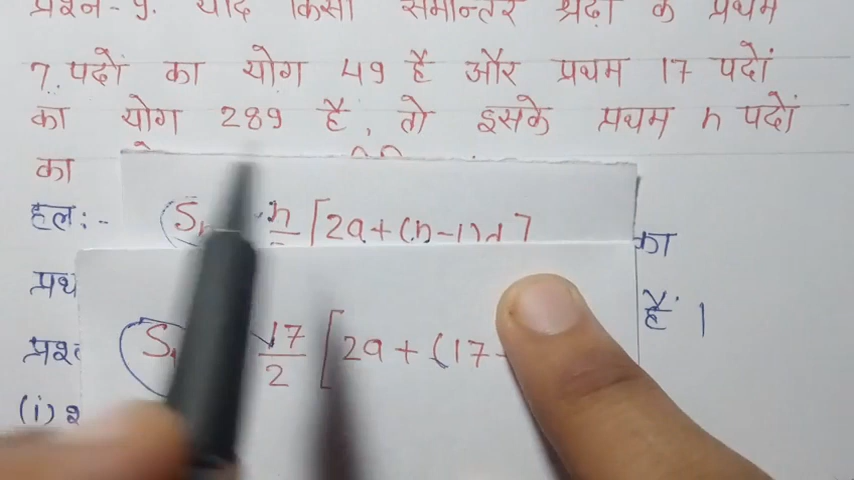 प्रश्न-9. यदि किसी समान्तर श्रेढ़ी के प्रथम
7 पदों का योग 49 है और प्रथम 17 पदों
का योग 289 है, तो इसके प्रथम n पदों
का
हल:- n/2 [2a+(n-1)d] का
प्रथ है।
17/2 [2a + (17
(i)